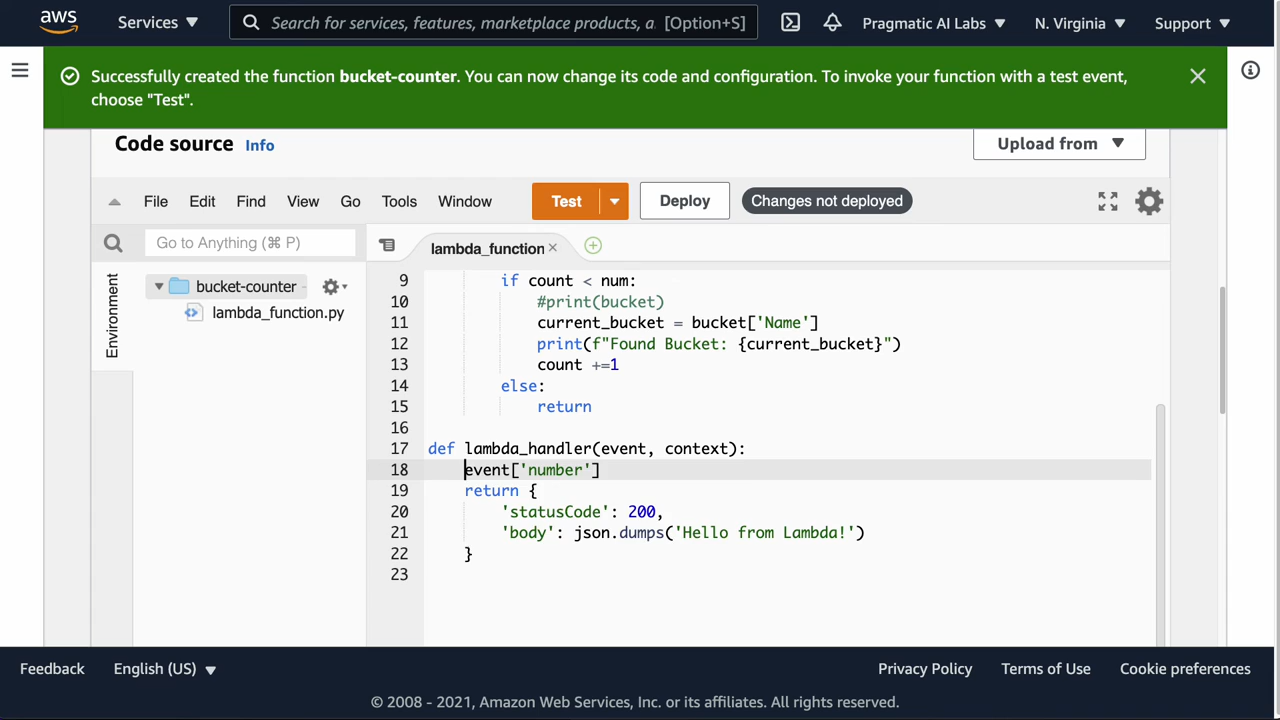 aws Services ▼ Search for services, features, marketplace products, a. [Option+S] Pragmatic AI Labs ▼ N. Virginia ▼ Support ▼
Successfully created the function bucket-counter. You can now change its code and configuration. To invoke your function with a test event,
choose "Test".
Code source Info Upload from ▼
File Edit Find View Go Tools Window Test Deploy Changes not deployed
Go to Anything (⌘ P) lambda_function ×
Environment
bucket-counter -
lambda_function.py
9 if count < num:
10 #print(bucket)
11 current_bucket = bucket['Name']
12 print(f"Found Bucket: {current_bucket}")
13 count +=1
14 else:
15 return
16
17 def lambda_handler(event, context):
18 event['number']
19 return {
20 'statusCode': 200,
21 'body': json.dumps('Hello from Lambda!')
22 }
23
Feedback English (US) ▼ Privacy Policy Terms of Use Cookie preferences
© 2008 - 2021, Amazon Web Services, Inc. or its affiliates. All rights reserved.